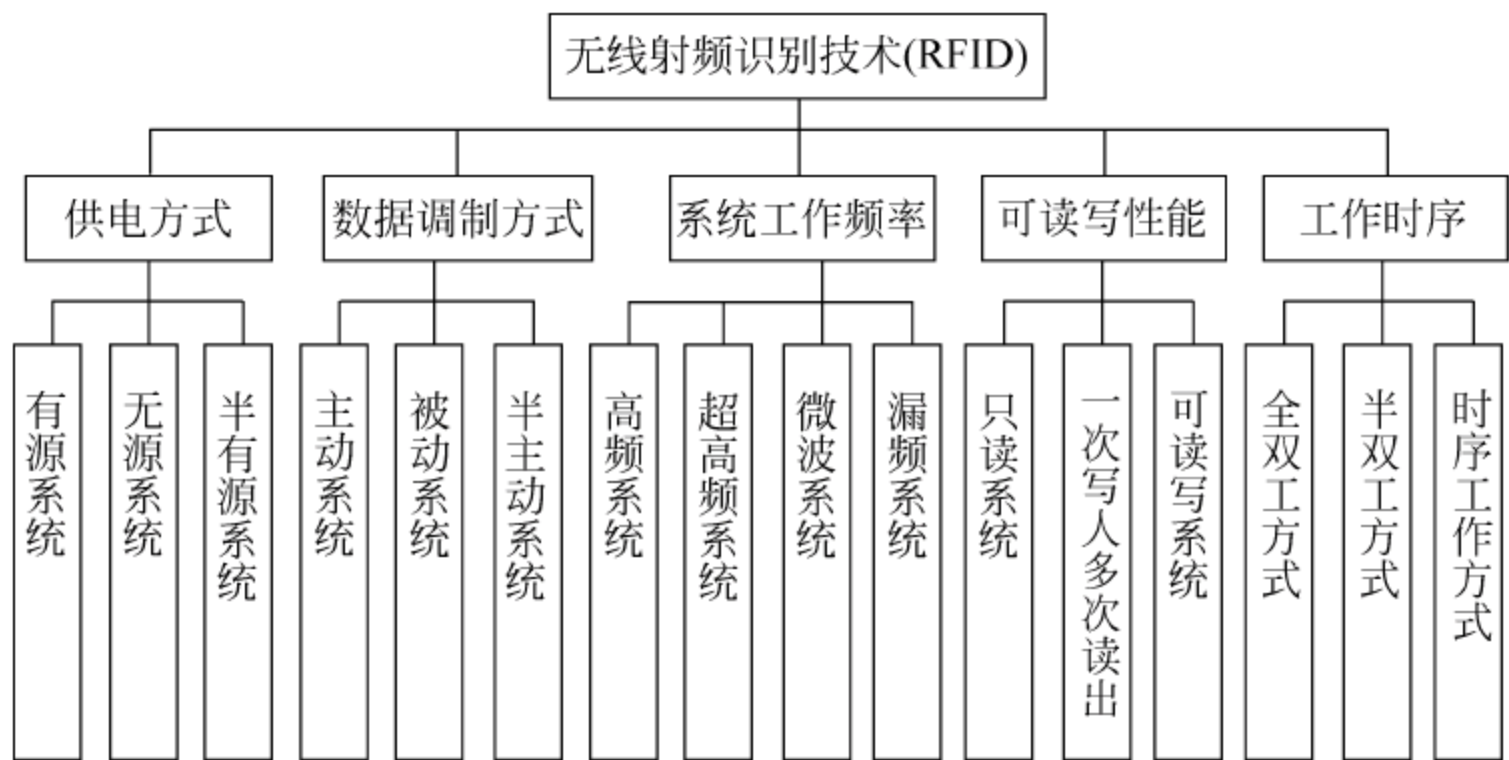 无线射频识别技术(RFID)
供电方式
数据调制方式
系统工作频率
可读写性能
工作时序
有源系统
无源系统
半有源系统
主动系统
被动系统
半主动系统
高频系统
超高频系统
微波系统
漏频系统
只读系统
一次写人多次读出
可读写系统
全双工方式
半双工方式
时序工作方式